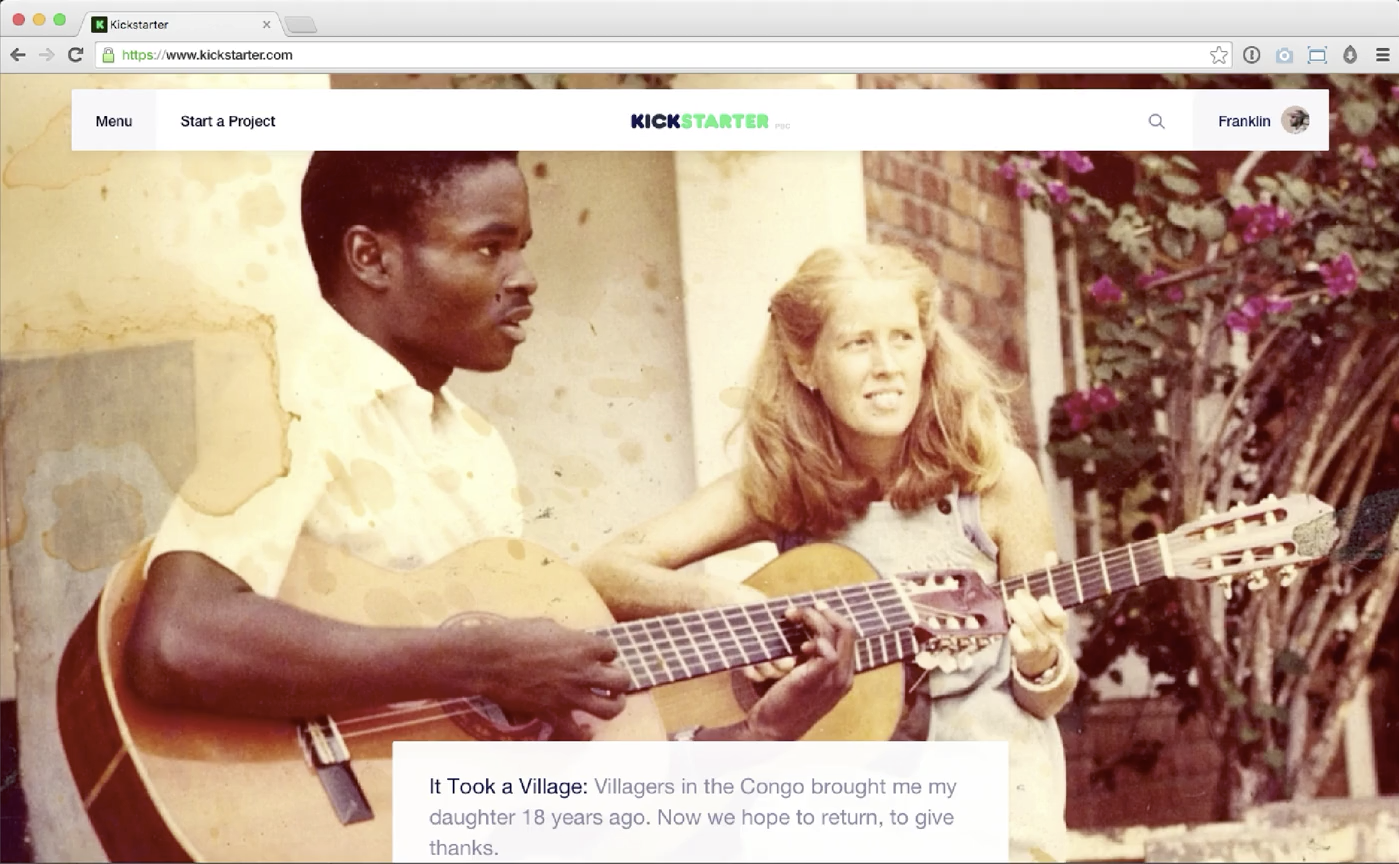 Kickstarter
https://www.kickstarter.com
Menu
Start a Project
KICKSTARTER PBC
Franklin
It Took a Village: Villagers in the Congo brought me my
daughter 18 years ago. Now we hope to return, to give
thanks.